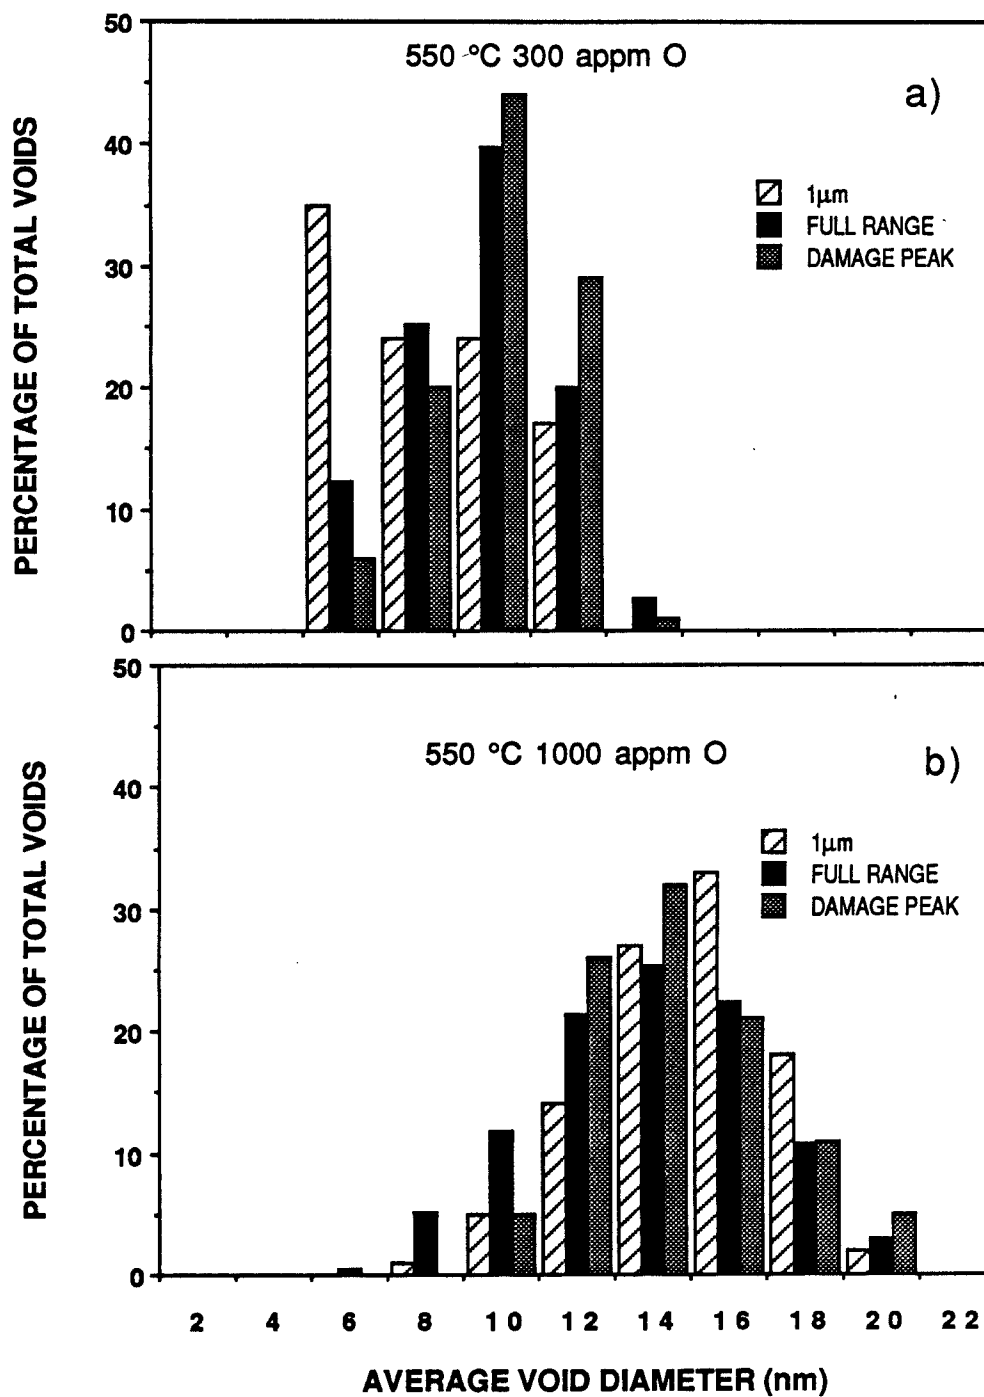 50
550 °C 300 appm O
a)
40
1µm
FULL RANGE
DAMAGE PEAK
30
20
10
0
PERCENTAGE OF TOTAL VOIDS
50
550 °C 1000 appm O
b)
40
1µm
FULL RANGE
DAMAGE PEAK
30
20
10
0
PERCENTAGE OF TOTAL VOIDS
2 4 6 8 10 12 14 16 18 20 22
AVERAGE VOID DIAMETER (nm)